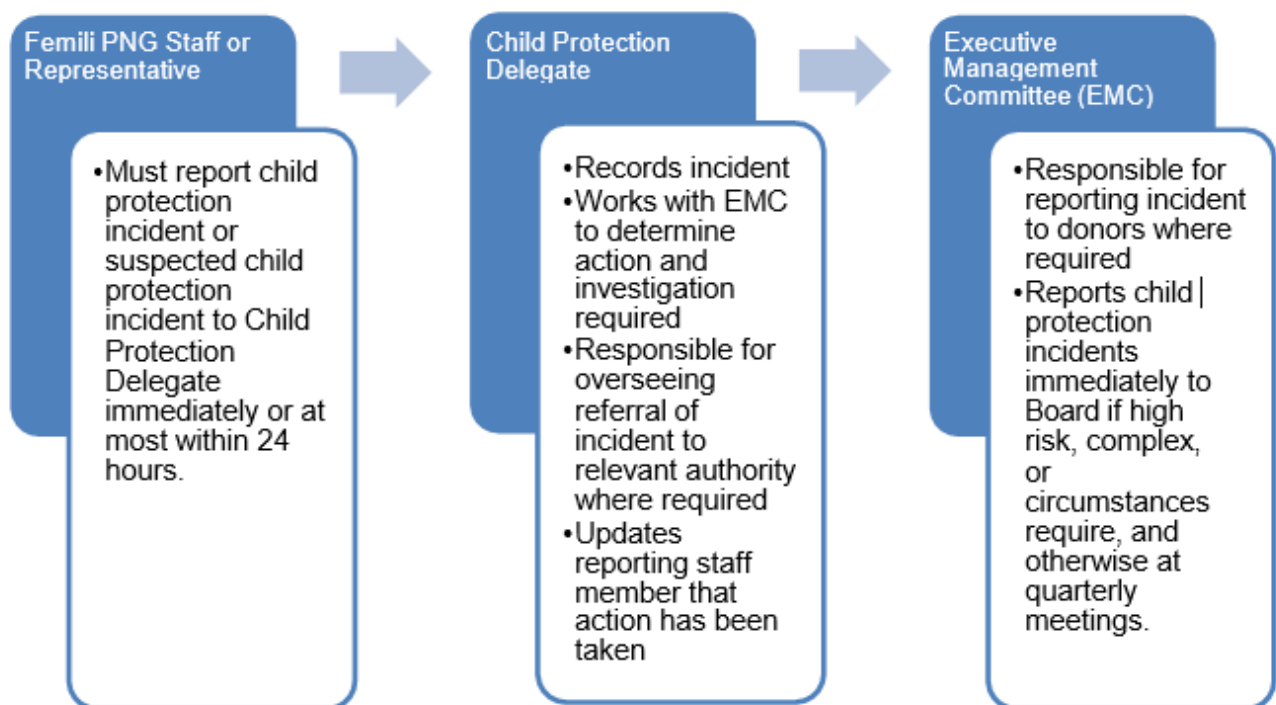 Femili PNG Staff or
Representative
•Must report child
protection
incident or
suspected child
protection
incident to Child
Protection
Delegate
immediately or at
most within 24
hours.
Child Protection
Delegate
•Records incident
•Works with EMC
to determine
action and
investigation
required
•Responsible for
overseeing
referral of
incident to
relevant authority
where required
•Updates
reporting staff
member that
action has been
taken
Executive
Management
Committee (EMC)
•Responsible for
reporting incident
to donors where
required
•Reports child
protection
incidents
immediately to
Board if high
risk, complex,
or
circumstances
require, and
otherwise at
quarterly
meetings.